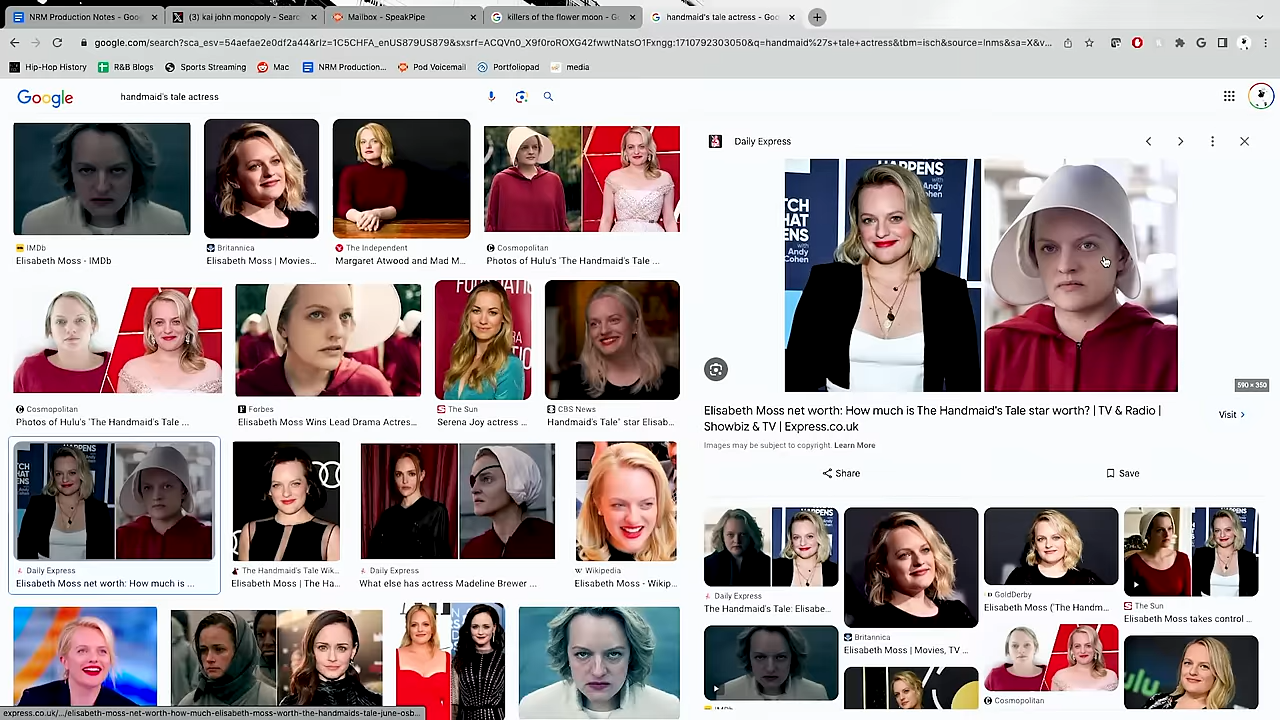 NRM Production Notes - Goo
(3) kai john monopoly - Searc
Mailbox - SpeakPipe
killers of the flower moon - Go
handmaid's tale actress - Goo
google.com/search?sca_esv=54aefae2e0df2a44&rlz=1C5CHFA_enUS879US879&sxsrf=ACQVn0_X9f0roROXG42fwwtNatsO1Fxngg:1710792303050&q=handmaid%27s+tale+actress&tbm=isch&source=lnms&sa=X&v...
Hip-Hop History
R&B Blogs
Sports Streaming
Mac
NRM Production...
Pod Voicemail
Portfoliopad
media
Google
handmaid's tale actress
IMDb
Elisabeth Moss - IMDb
Britannica
Elisabeth Moss | Movies...
The Independent
Margaret Atwood and Mad M...
Cosmopolitan
Photos of Hulu's 'The Handmaid's Tale ...
Cosmopolitan
Photos of Hulu's 'The Handmaid's Tale ...
Forbes
Elisabeth Moss Wins Lead Drama Actres...
The Sun
Serena Joy actress ...
CBS News
Handmaid's Tale" star Elisab...
Daily Express
Elisabeth Moss net worth: How much is ...
The Handmaid's Tale Wik...
Elisabeth Moss | The Ha...
Daily Express
What else has actress Madeline Brewer ...
Wikipedia
Elisabeth Moss - Wikip...
express.co.uk/.../elisabeth-moss-net-worth-how-much-elisabeth-moss-worth-the-handmaids-tale-june-osb...
Daily Express
HAPPENS
with
Andy
Cohen
590 × 350
Elisabeth Moss net worth: How much is The Handmaid's Tale star worth? | TV & Radio |
Showbiz & TV | Express.co.uk
Visit
Images may be subject to copyright. Learn More
Share
Save
Daily Express
The Handmaid's Tale: Elisabe...
Britannica
Elisabeth Moss | Movies, TV ...
GoldDerby
Elisabeth Moss ('The Handm...
The Sun
Elisabeth Moss takes control ...
Cosmopolitan
hulu